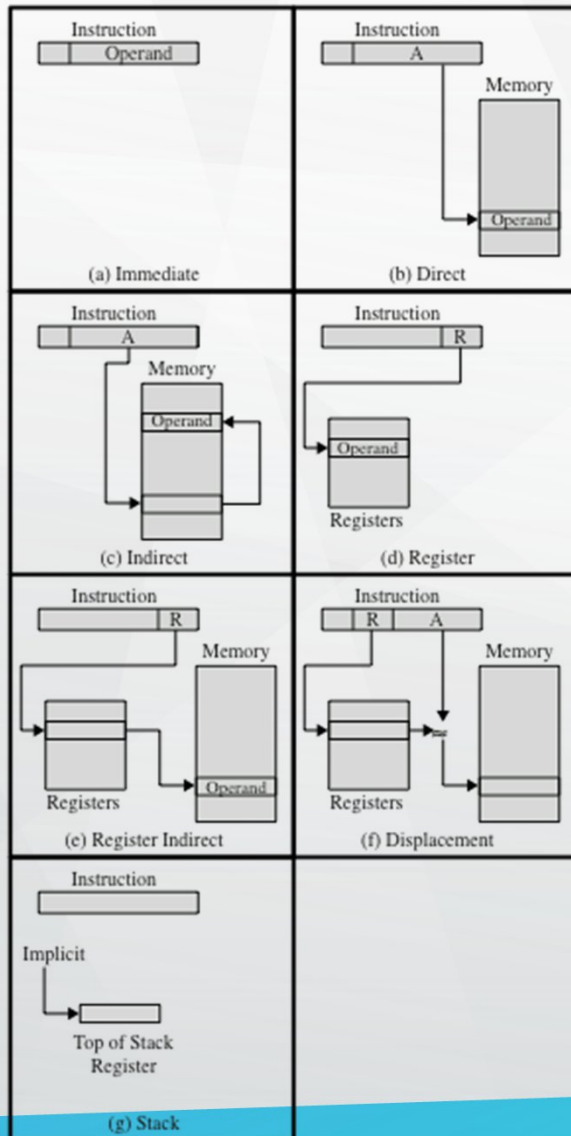 Instruction
Operand
(a) Immediate
Instruction
A
Memory
Operand
(b) Direct
Instruction
A
Memory
Operand
(c) Indirect
Instruction
R
Operand
Registers
(d) Register
Instruction
R
Memory
Registers
Operand
(e) Register Indirect
Instruction
R A
Memory
Registers
(f) Displacement
Instruction
Implicit
Top of Stack
Register
(g) Stack